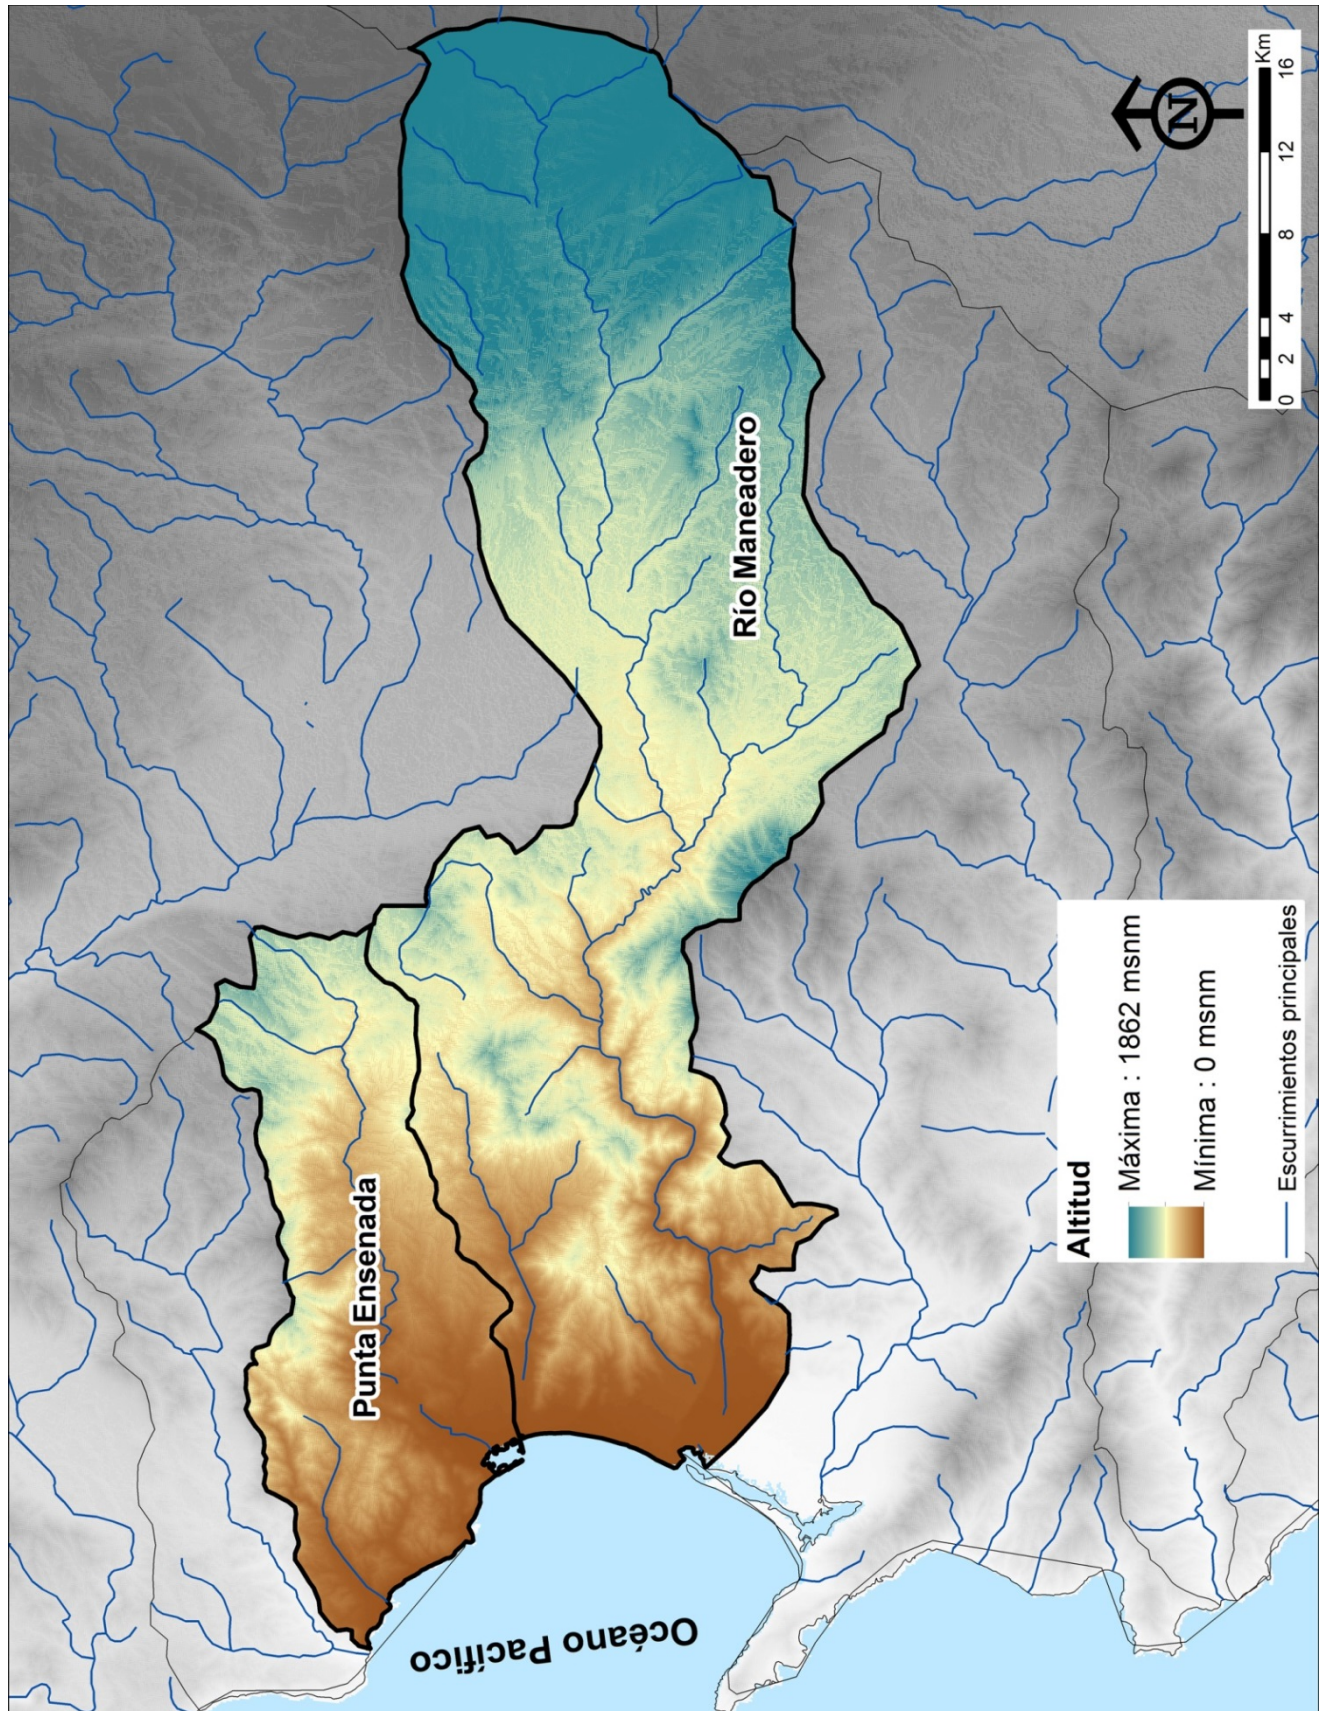 Punta Ensenada
Río Maneadero
Océano Pacífico
Altitud
Máxima : 1862 msnm
Mínima : 0 msnm
Escurrimientos principales
N
Km
0 2 4 8 12 16